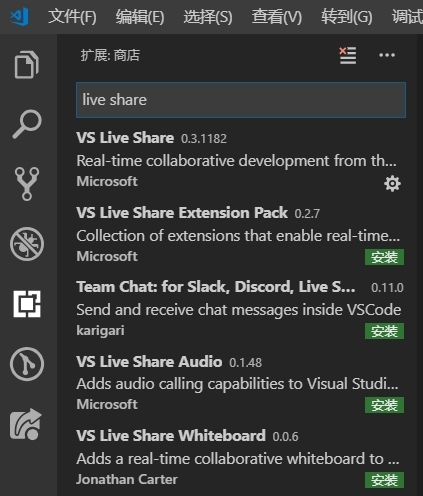 文件(F) 编辑(E) 选择(S) 查看(V) 转到(G) 调试
扩展: 商店
live share
VS Live Share 0.3.1182
Real-time collaborative development from th...
Microsoft
VS Live Share Extension Pack 0.2.7
Collection of extensions that enable real-time...
Microsoft 安装
Team Chat: for Slack, Discord, Live S... 0.11.0
Send and receive chat messages inside VSCode
karigari 安装
VS Live Share Audio 0.1.48
Adds audio calling capabilities to Visual Studi...
Microsoft 安装
VS Live Share Whiteboard 0.0.6
Adds a real-time collaborative whiteboard to ...
Jonathan Carter 安装